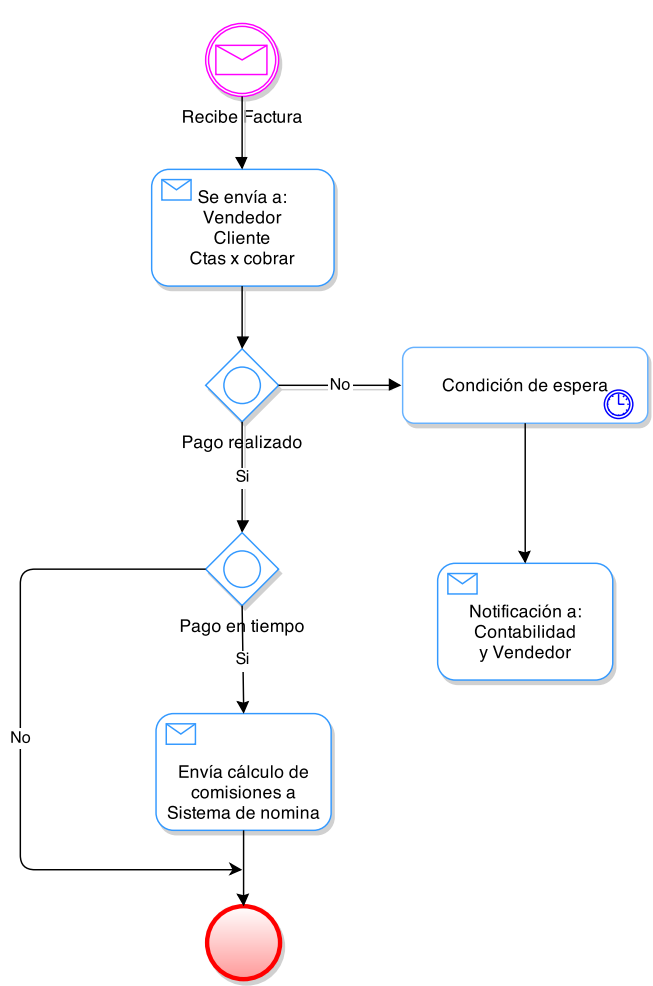 Recibe Factura
Se envía a:
Vendedor
Cliente
Ctas x cobrar
No
Condición de espera
Pago realizado
Si
Pago en tiempo
Si
Notificación a:
Contabilidad
y Vendedor
No
Envía cálculo de
comisiones a
Sistema de nomina